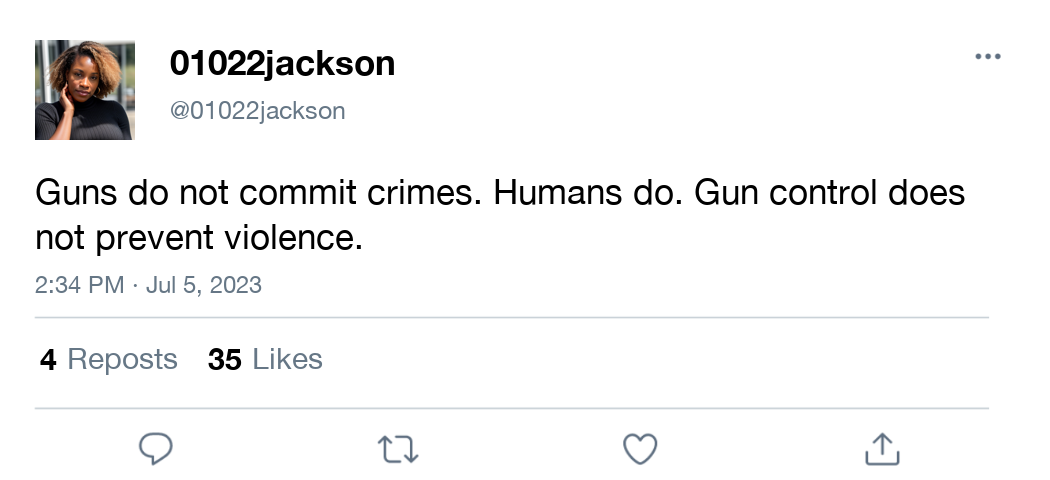 01022jackson
@01022jackson
Guns do not commit crimes. Humans do. Gun control does
not prevent violence.
2:34 PM · Jul 5, 2023
4 Reposts 35 Likes